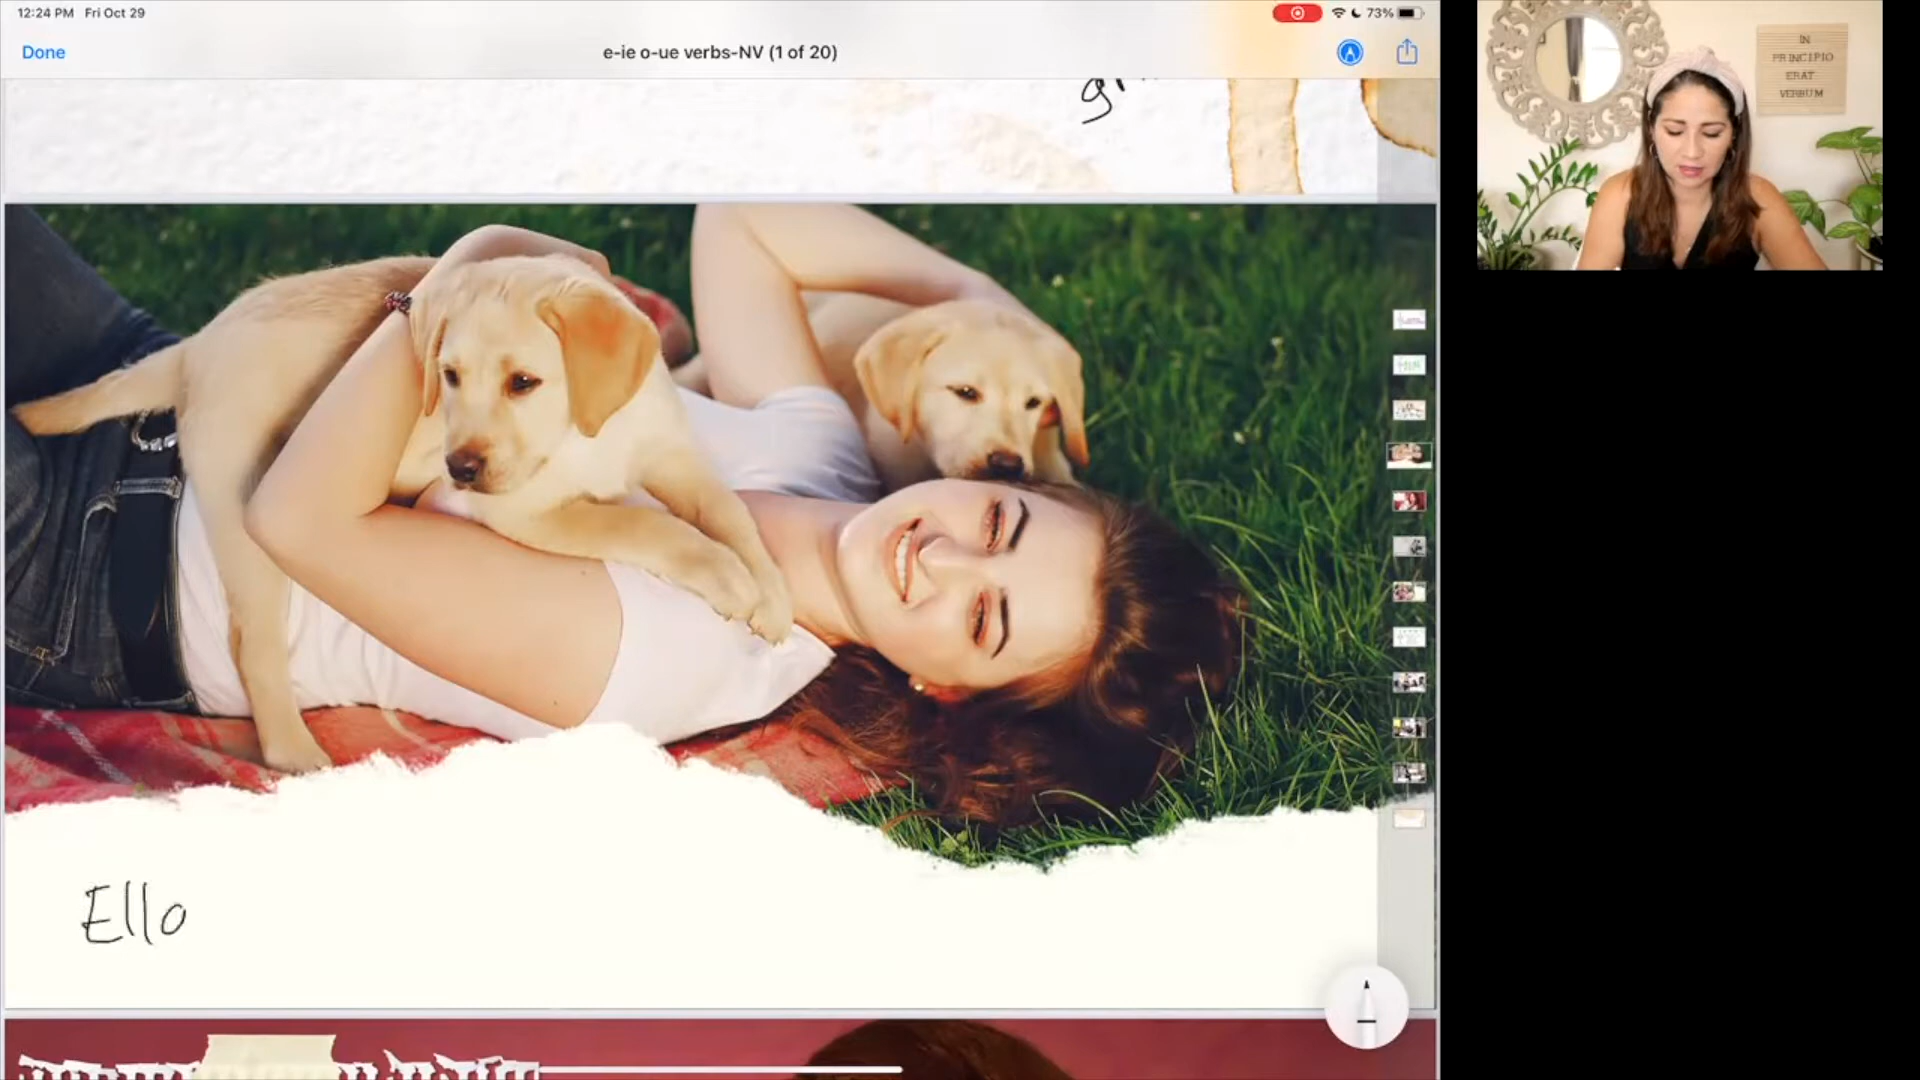 12:24 PM Fri Oct 29
73%
Done
e-ie o-ue verbs-NV (1 of 20)
IN
PRINCIPIO
ERAT
VERBUM
Ello